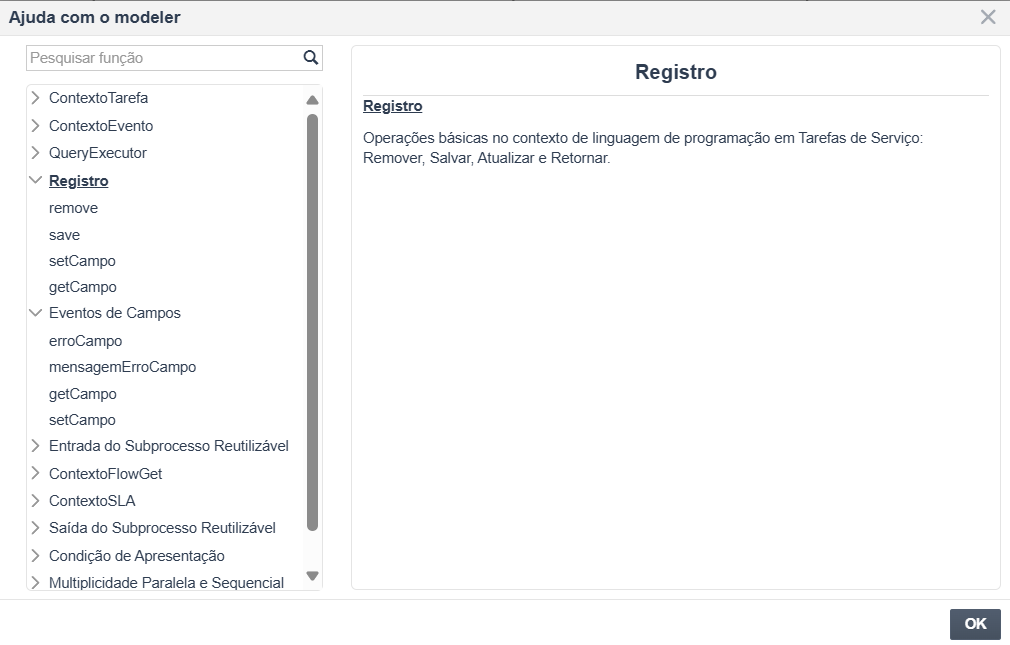 Ajuda com o modeler
Pesquisar função
ContextoTarefa
ContextoEvento
QueryExecutor
Registro
remove
save
setCampo
getCampo
Eventos de Campos
erroCampo
mensagemErroCampo
getCampo
setCampo
Entrada do Subprocesso Reutilizável
ContextoFlowGet
ContextoSLA
Saída do Subprocesso Reutilizável
Condição de Apresentação
Multiplicidade Paralela e Sequencial
Registro
Registro
Operações básicas no contexto de linguagem de programação em Tarefas de Serviço:
Remover, Salvar, Atualizar e Retornar.
OK